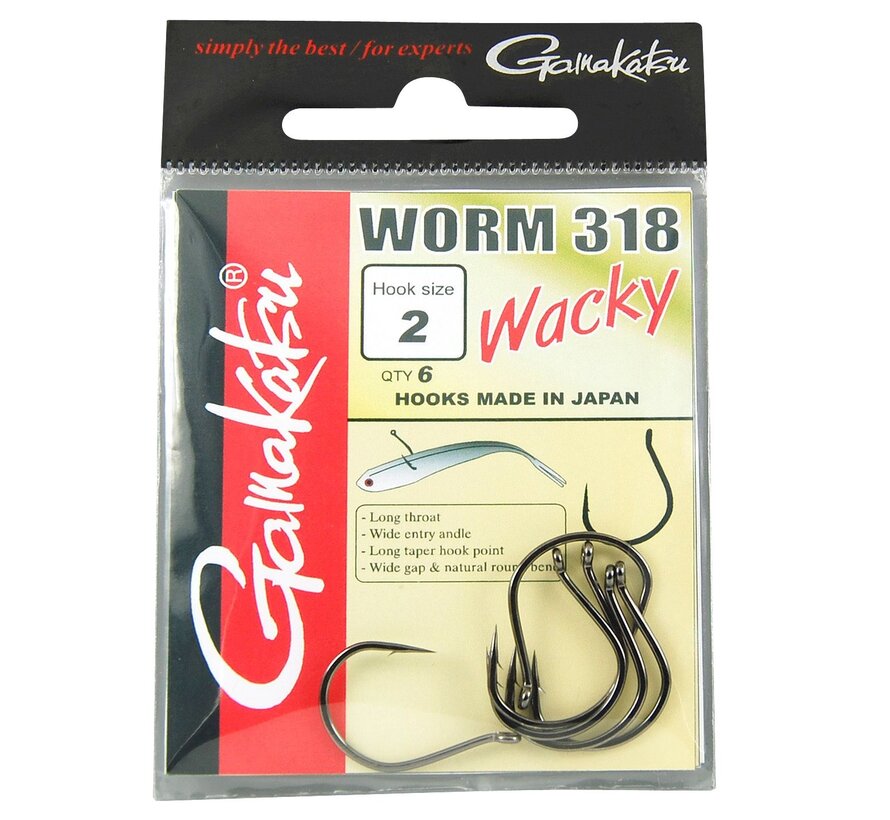 simply the best / for experts
Gamakatsu
Gamakatsu®
WORM 318
Wacky
Hook size
2
QTY 6
HOOKS MADE IN JAPAN
- Long throat
- Wide entry andle
- Long taper hook point
- Wide gap & natural round bend